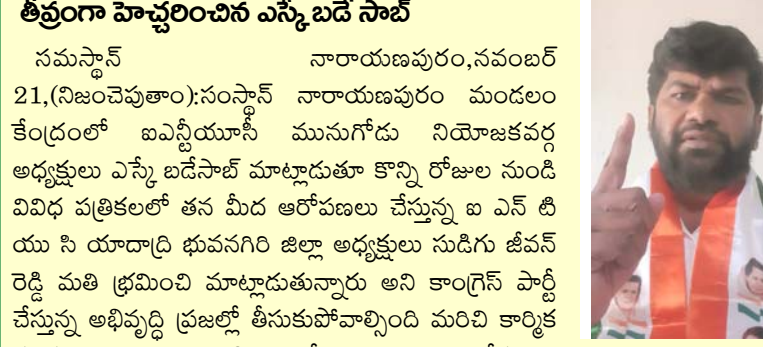 తీవ్రంగా హెచ్చరించిన ఎస్కే బడే సాబ్
సమస్థాన్ నారాయణపురం,నవంబర్
21,(నిజంచెపుతాం):సంస్థాన్ నారాయణపురం మండలం
కేంద్రంలో ఐఎన్టీయూసీ మునుగోడు నియోజకవర్గ
అధ్యక్షులు ఎస్కే బడేసాబ్ మాట్లాడుతూ కొన్ని రోజుల నుండి
వివిధ పత్రికలలో తన మీద ఆరోపణలు చేస్తున్న ఐ ఎన్ టి
యు సి యాదాద్రి భువనగిరి జిల్లా అధ్యక్షులు సుడిగు జీవన్
రెడ్డి మతి భ్రమించి మాట్లాడుతున్నారు అని కాంగ్రెస్ పార్టీ
చేస్తున్న అభివృద్ధి ప్రజల్లో తీసుకుపోవాల్సింది మరిచి కార్మిక